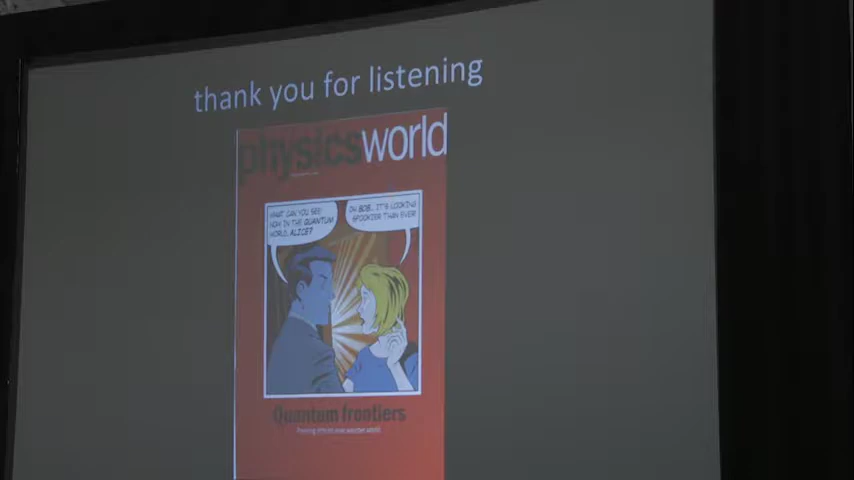 thank you for listening
physicsworld
WHAT CAN YOU SEE
NOW IN THE QUANTUM
WORLD, ALICE?
OH BOB.. IT'S LOOKING
SPOOKIER THAN EVER
Quantum frontiers